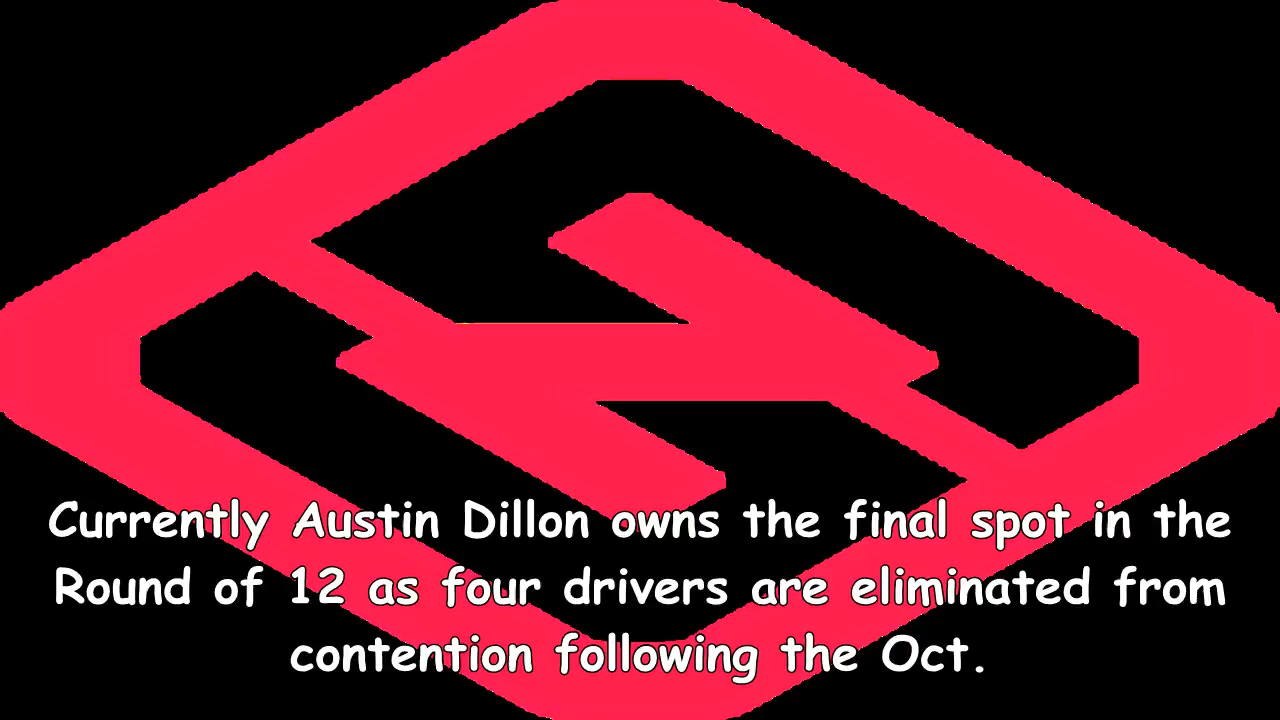 Currently Austin Dillon owns the final spot in the
Round of 12 as four drivers are eliminated from
contention following the Oct.